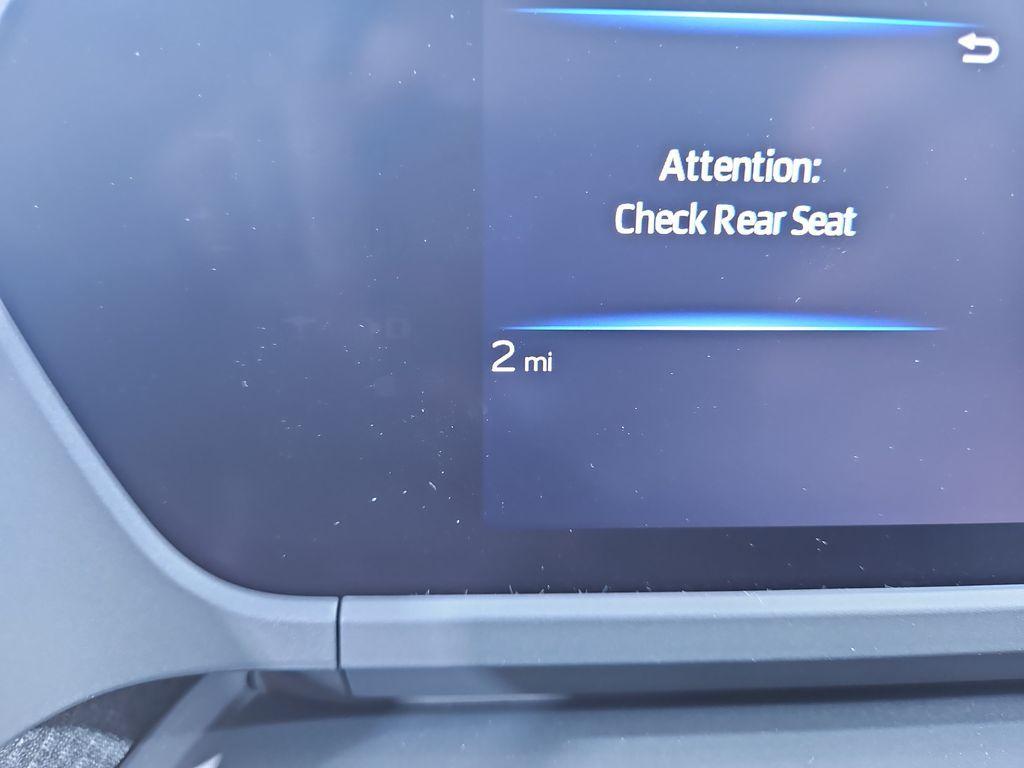 Attention:
Check Rear Seat
2 mi